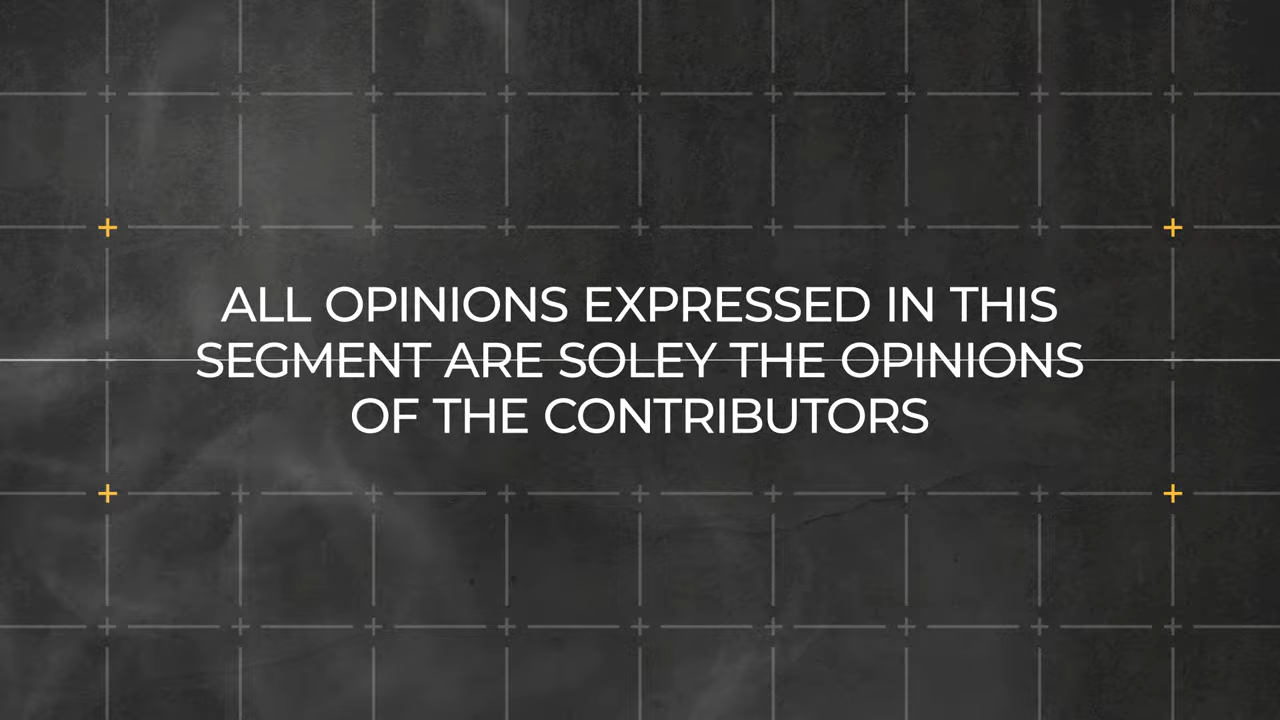 ALL OPINIONS EXPRESSED IN THIS
SEGMENT ARE SOLEY THE OPINIONS
OF THE CONTRIBUTORS